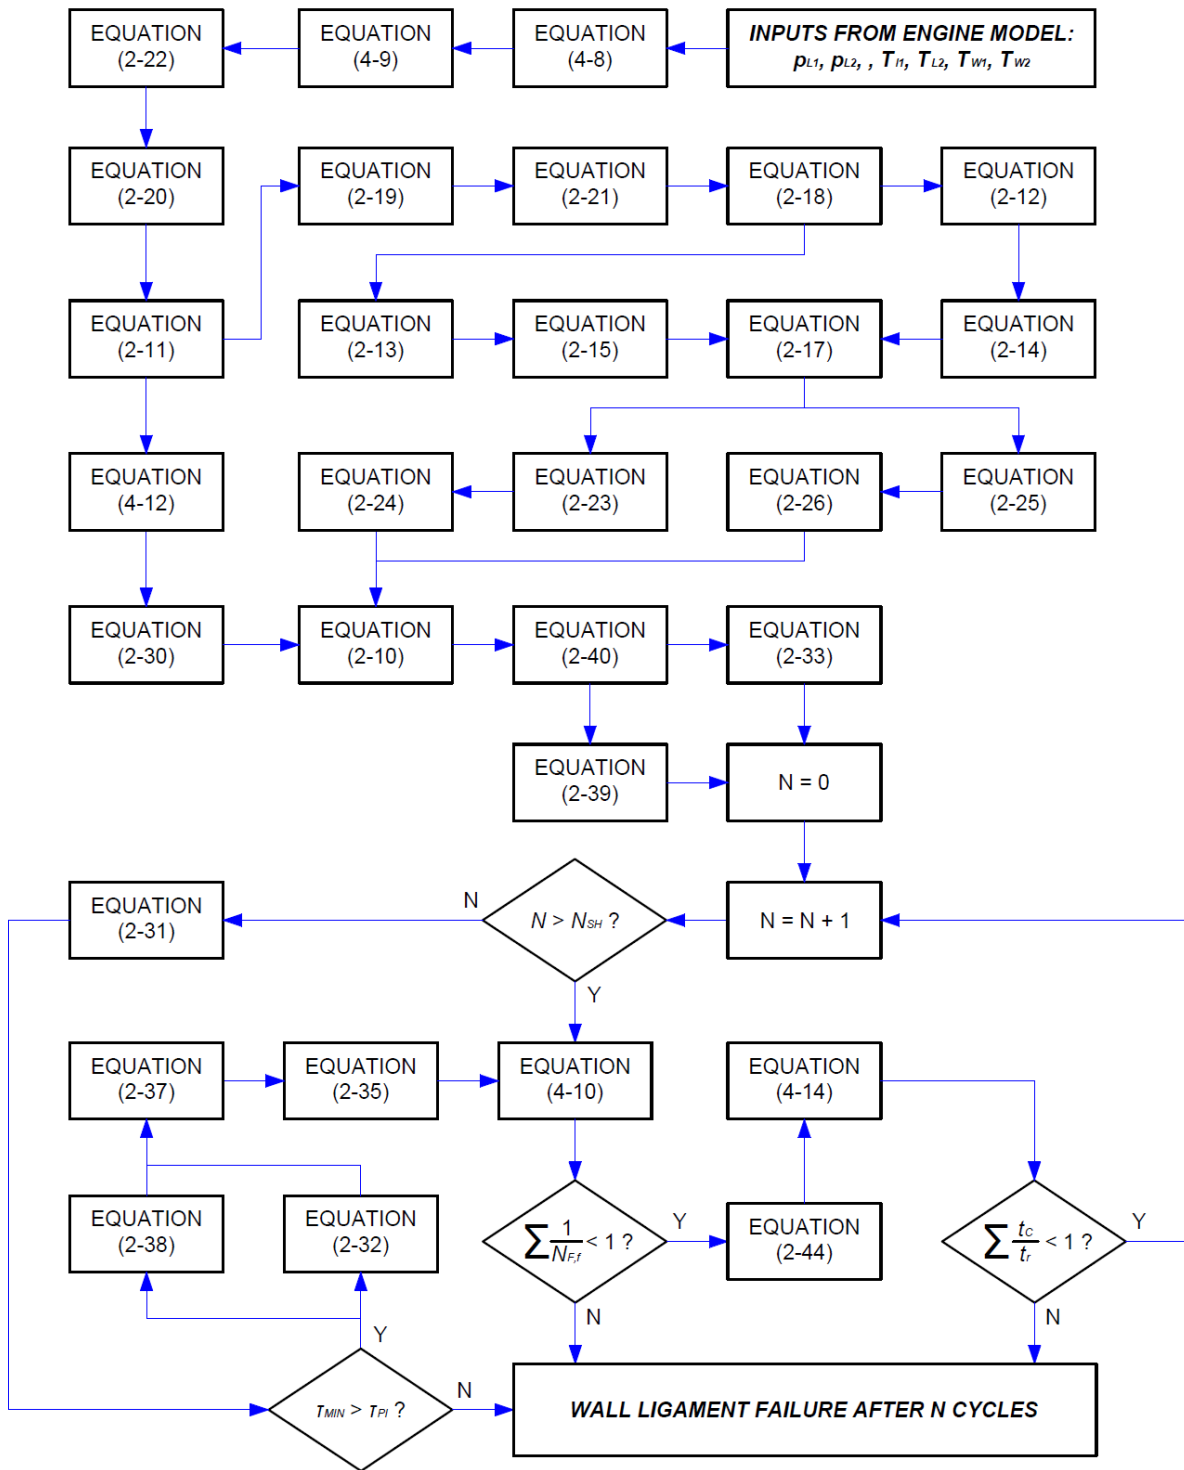 EQUATION
(2-22)
EQUATION
(4-9)
EQUATION
(4-8)
INPUTS FROM ENGINE MODEL:
pL1, pL2, , TI1, TL2, TW1, TW2
EQUATION
(2-20)
EQUATION
(2-19)
EQUATION
(2-21)
EQUATION
(2-18)
EQUATION
(2-12)
EQUATION
(2-11)
EQUATION
(2-13)
EQUATION
(2-15)
EQUATION
(2-17)
EQUATION
(2-14)
EQUATION
(4-12)
EQUATION
(2-24)
EQUATION
(2-23)
EQUATION
(2-26)
EQUATION
(2-25)
EQUATION
(2-30)
EQUATION
(2-10)
EQUATION
(2-40)
EQUATION
(2-33)
EQUATION
(2-39)
N = 0
EQUATION
(2-31)
N
N > NSH ?
N = N + 1
Y
EQUATION
(2-37)
EQUATION
(2-35)
EQUATION
(4-10)
EQUATION
(4-14)
EQUATION
(2-38)
EQUATION
(2-32)
∑ 1/NF,f < 1 ?
Y
EQUATION
(2-44)
∑ tC/tr < 1 ?
Y
N
N
Y
τMIN > τPI ?
N
WALL LIGAMENT FAILURE AFTER N CYCLES